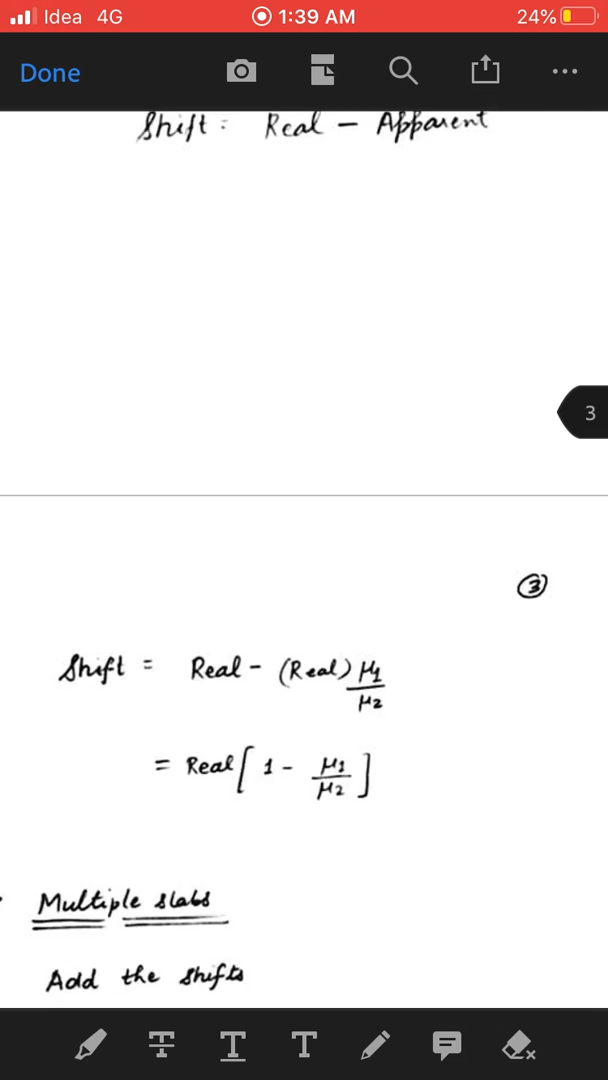 Idea 4G 1:39 AM 24%
Done
Shift = Real - Apparent
3
3
Shift = Real - (Real) μ1/μ2
= Real [ 1 - μ1/μ2 ]
Multiple slabs
Add the shifts
T T T